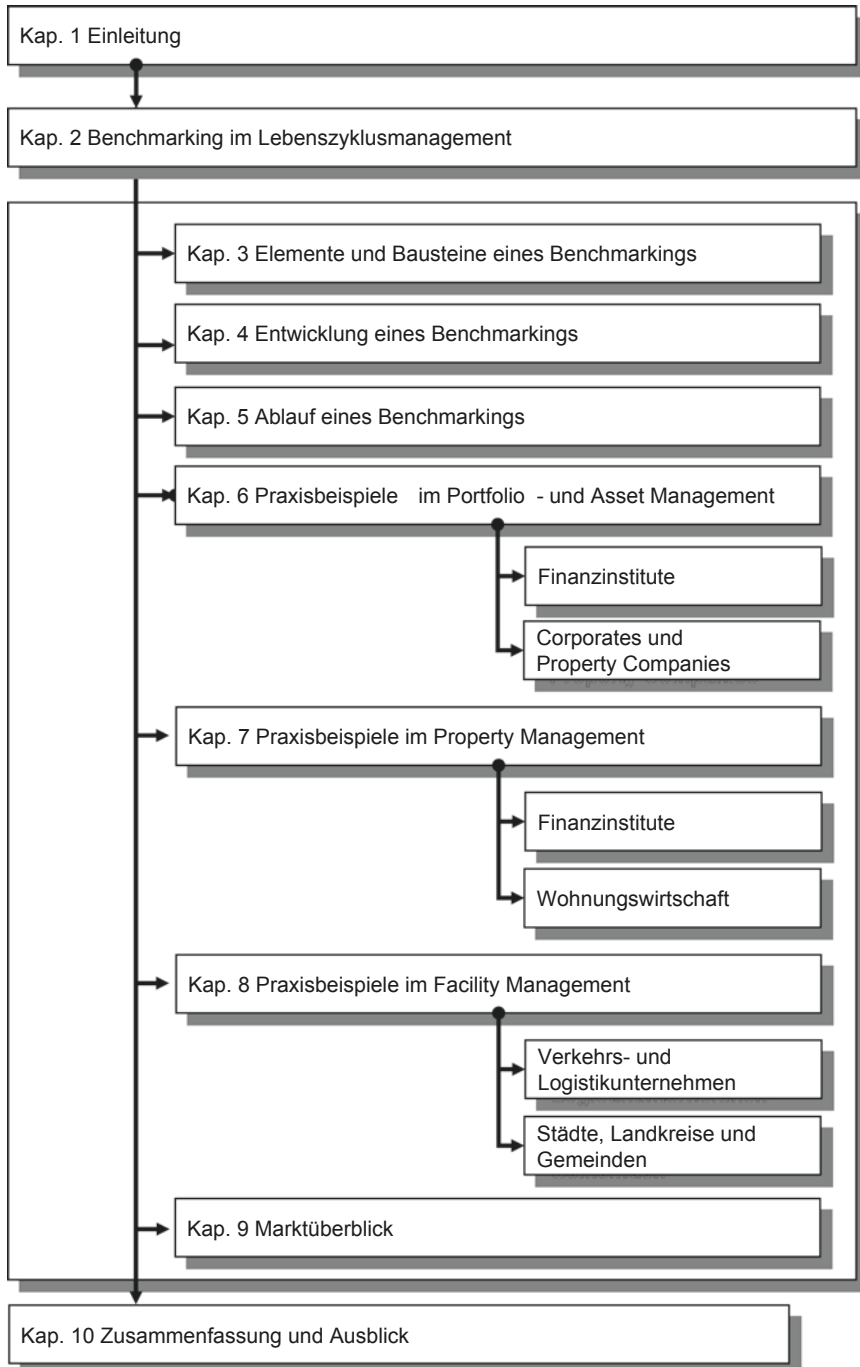 Kap. 1 Einleitung
Kap. 2 Benchmarking im Lebenszyklusmanagement
Kap. 3 Elemente und Bausteine eines Benchmarkings
Kap. 4 Entwicklung eines Benchmarkings
Kap. 5 Ablauf eines Benchmarkings
Kap. 6 Praxisbeispiele im Portfolio - und Asset Management
Finanzinstitute
Corporates und
Property Companies
Kap. 7 Praxisbeispiele im Property Management
Finanzinstitute
Wohnungswirtschaft
Kap. 8 Praxisbeispiele im Facility Management
Verkehrs- und
Logistikunternehmen
Städte, Landkreise und
Gemeinden
Kap. 9 Marktüberblick
Kap. 10 Zusammenfassung und Ausblick